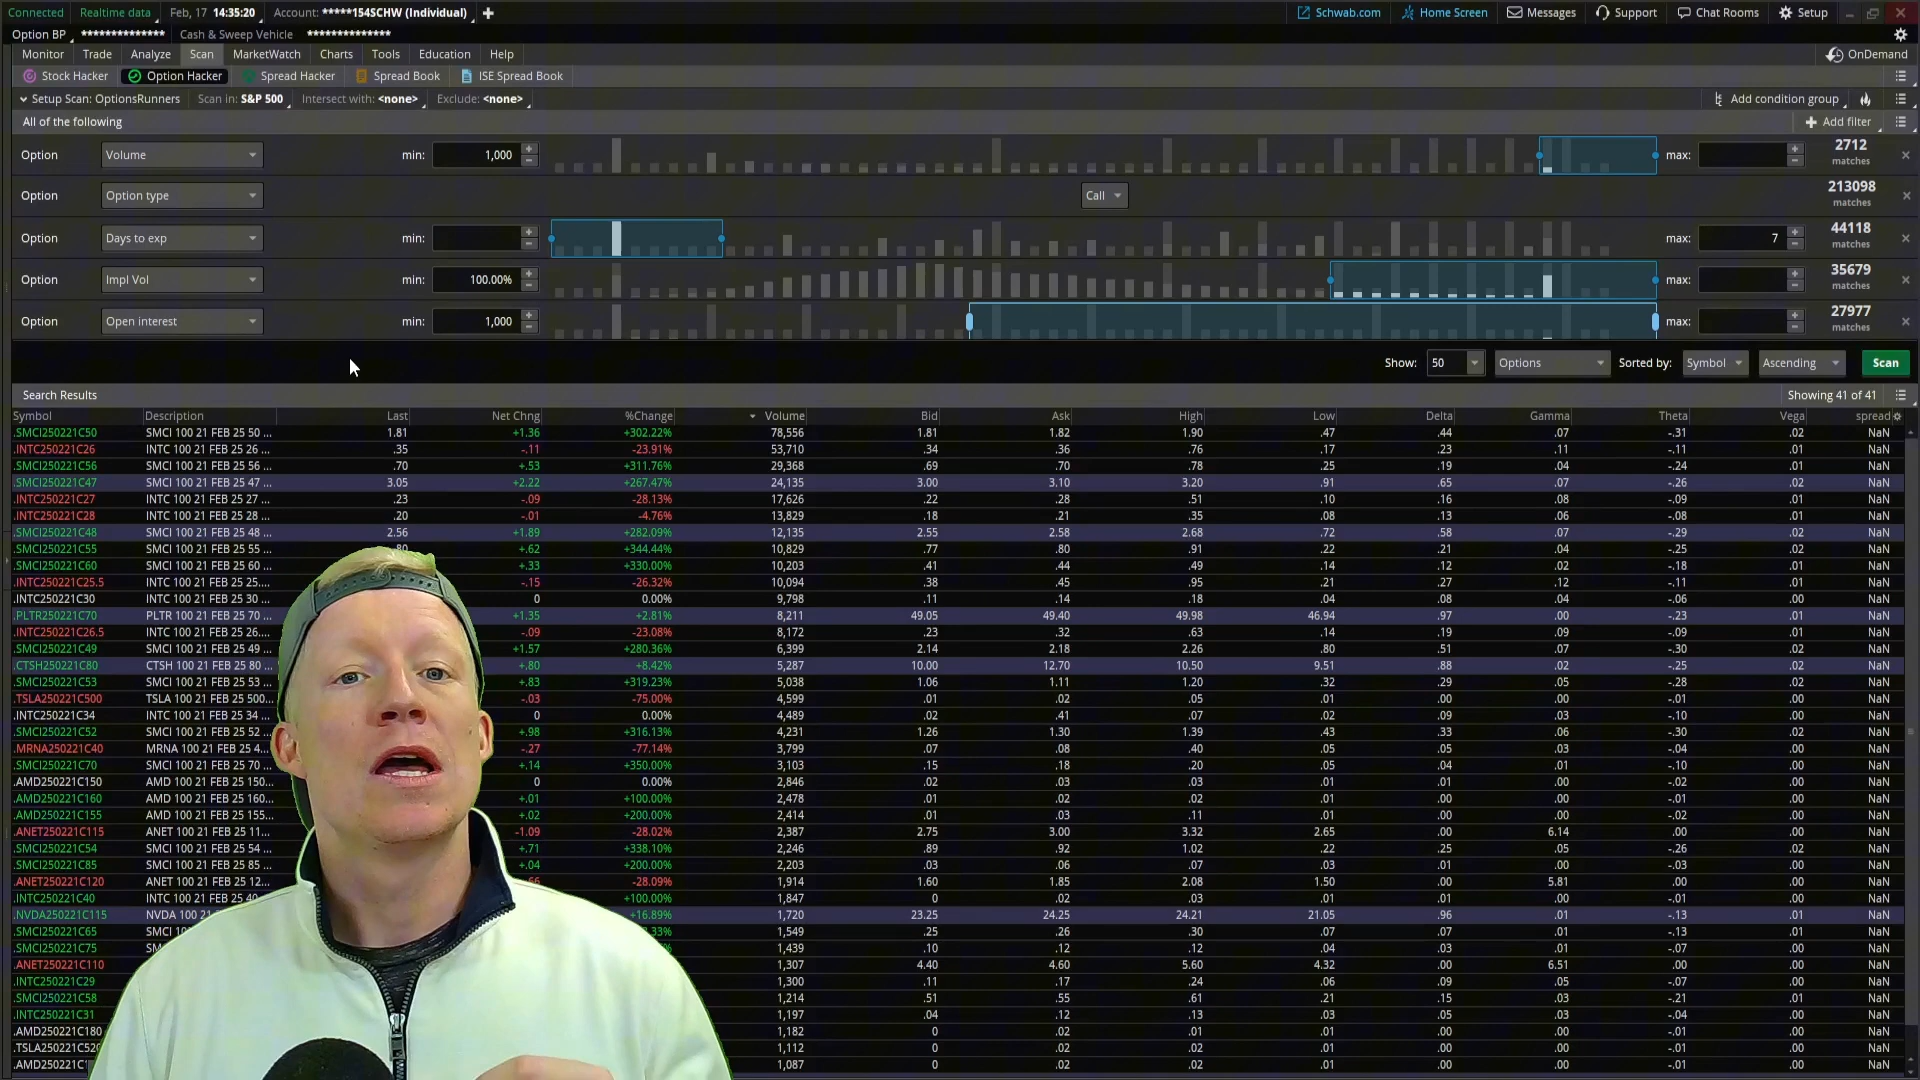 Connected Realtime data Feb, 17 14:35:20 Account: *****154SCHW (Individual) Schwab.com Home Screen Messages Support Chat Rooms Setup
Option BP ************** Cash & Sweep Vehicle **************
Monitor Trade Analyze Scan MarketWatch Charts Tools Education Help OnDemand
Stock Hacker Option Hacker Spread Hacker Spread Book ISE Spread Book
Setup Scan: OptionsRunners Scan in: S&P 500 Intersect with: <none> Exclude: <none> Add condition group
All of the following Add filter
Option Volume min: 1,000 max: 2712 matches
Option Option type Call 213098 matches
Option Days to exp min: max: 7 44118 matches
Option Impl Vol min: 100.00% max: 35679 matches
Option Open interest min: 1,000 max: 27977 matches
Show: 50 Options Sorted by: Symbol Ascending Scan
Search Results Showing 41 of 41
Symbol Description Last Net Chng %Change Volume Bid Ask High Low Delta Gamma Theta Vega spread
.SMCI250221C50 SMCI 100 21 FEB 25 50 ... 1.81 +1.36 +302.22% 78,556 1.81 1.82 1.90 .47 .44 .07 -.31 .02 NaN
.INTC250221C26 INTC 100 21 FEB 25 26 ... .35 -.11 -23.91% 53,710 .34 .36 .76 .17 .23 .11 -.11 .01 NaN
.SMCI250221C56 SMCI 100 21 FEB 25 56 ... .70 +.53 +311.76% 29,368 .69 .70 .78 .25 .19 .04 -.24 .01 NaN
.SMCI250221C47 SMCI 100 21 FEB 25 47 ... 3.05 +2.22 +267.47% 24,135 3.00 3.10 3.20 .91 .65 .07 -.26 .02 NaN
.INTC250221C27 INTC 100 21 FEB 25 27 ... .23 -.09 -28.13% 17,626 .22 .28 .51 .10 .16 .08 -.09 .01 NaN
.INTC250221C28 INTC 100 21 FEB 25 28 ... .20 -.01 -4.76% 13,829 .18 .21 .35 .08 .13 .06 -.08 .01 NaN
.SMCI250221C48 SMCI 100 21 FEB 25 48 ... 2.56 +1.89 +282.09% 12,135 2.55 2.58 2.68 .72 .58 .07 -.29 .02 NaN
.SMCI250221C55 SMCI 100 21 FEB 25 55 ... .80 +.62 +344.44% 10,829 .77 .80 .91 .22 .21 .04 -.25 .02 NaN
.SMCI250221C60 SMCI 100 21 FEB 25 60 ... +.33 +330.00% 10,203 .41 .44 .49 .14 .12 .02 -.18 .01 NaN
.INTC250221C25.5 INTC 100 21 FEB 25 25.... -.15 -26.32% 10,094 .38 .45 .95 .21 .27 .12 -.11 .01 NaN
.INTC250221C30 INTC 100 21 FEB 25 30 ... 0 0.00% 9,798 .11 .14 .18 .04 .08 .04 -.06 .00 NaN
.PLTR250221C70 PLTR 100 21 FEB 25 70 ... +1.35 +2.81% 8,211 49.05 49.40 49.98 46.94 .97 .00 -.23 .01 NaN
.INTC250221C26.5 INTC 100 21 FEB 25 26.... -.09 -23.08% 8,172 .23 .32 .63 .14 .19 .09 -.09 .01 NaN
.SMCI250221C49 SMCI 100 21 FEB 25 49 ... +1.57 +280.36% 6,399 2.14 2.18 2.26 .80 .51 .07 -.30 .02 NaN
.CTSH250221C80 CTSH 100 21 FEB 25 80 ... +.80 +8.42% 5,287 10.00 12.70 10.50 9.51 .88 .02 -.25 .02 NaN
.SMCI250221C53 SMCI 100 21 FEB 25 53 ... +.83 +319.23% 5,038 1.06 1.11 1.20 .32 .29 .05 -.28 .02 NaN
.TSLA250221C500 TSLA 100 21 FEB 25 500... -.03 -75.00% 4,599 .01 .02 .05 .01 .00 .00 -.01 .00 NaN
.INTC250221C34 INTC 100 21 FEB 25 34 ... 0 0.00% 4,489 .02 .41 .07 .02 .09 .03 -.10 .00 NaN
.SMCI250221C52 SMCI 100 21 FEB 25 52 ... +.98 +316.13% 4,231 1.26 1.30 1.39 .43 .33 .06 -.30 .02 NaN
.MRNA250221C40 MRNA 100 21 FEB 25 4... -.27 -77.14% 3,799 .07 .08 .40 .05 .05 .03 -.04 .00 NaN
.SMCI250221C70 SMCI 100 21 FEB 25 70 ... +.14 +350.00% 3,103 .15 .18 .20 .05 .04 .01 -.10 .00 NaN
.AMD250221C150 AMD 100 21 FEB 25 150... 0 0.00% 2,846 .02 .03 .03 .01 .00 .00 -.02 .00 NaN
.AMD250221C160 AMD 100 21 FEB 25 160... +.01 +100.00% 2,478 .01 .02 .02 .01 .00 .00 -.01 .00 NaN
.AMD250221C155 AMD 100 21 FEB 25 155... +.02 +200.00% 2,414 .01 .03 .11 .01 .00 .00 -.01 .00 NaN
.ANET250221C115 ANET 100 21 FEB 25 11... -1.09 -28.02% 2,387 2.75 3.00 3.32 2.65 .00 6.14 .00 .00 NaN
.SMCI250221C54 SMCI 100 21 FEB 25 54 ... +.71 +338.10% 2,246 .89 .92 1.02 .22 .25 .05 -.26 .02 NaN
.SMCI250221C85 SMCI 100 21 FEB 25 85 ... +.04 +200.00% 2,203 .03 .06 .07 .03 .01 .00 -.03 .00 NaN
.ANET250221C120 ANET 100 21 FEB 25 12... 66 -28.09% 1,914 1.60 1.85 2.08 1.50 .00 5.81 .00 .00 NaN
.INTC250221C40 INTC 100 21 FEB 25 40 +100.00% 1,847 0 .02 .03 .01 .01 .00 -.01 .00 NaN
.NVDA250221C115 NVDA 100 21 +16.89% 1,720 23.25 24.25 24.21 21.05 .96 .01 -.13 .01 NaN
.SMCI250221C65 SMCI 10 .33% 1,549 .25 .26 .30 .07 .07 .01 -.13 .01 NaN
.SMCI250221C75 SM % 1,439 .10 .12 .12 .04 .03 .01 -.07 .00 NaN
.ANET250221C110 1,307 4.40 4.60 5.60 4.32 .00 6.51 .00 .00 NaN
.INTC250221C29 1,300 .11 .17 .24 .06 .09 .05 -.07 .01 NaN
.SMCI250221C58 1,214 .51 .55 .61 .21 .15 .03 -.21 .01 NaN
.INTC250221C31 1,197 .04 .12 .13 .03 .05 .03 -.04 .00 NaN
.AMD250221C180 1,182 0 .02 .01 .01 .00 .00 -.01 .00 NaN
.TSLA250221C520 1,112 0 .02 .02 .01 .00 .00 -.01 .00 NaN
.AMD250221C1 1,087 0 .02 .02 .01 .00 .00 -.01 .00 NaN